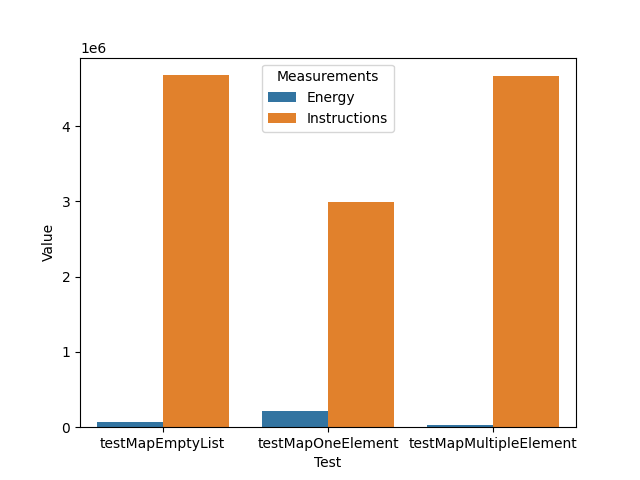 1e6
Measurements
Energy
Instructions
4
3
2
1
0
Value
testMapEmptyList testMapOneElement testMapMultipleElement
Test